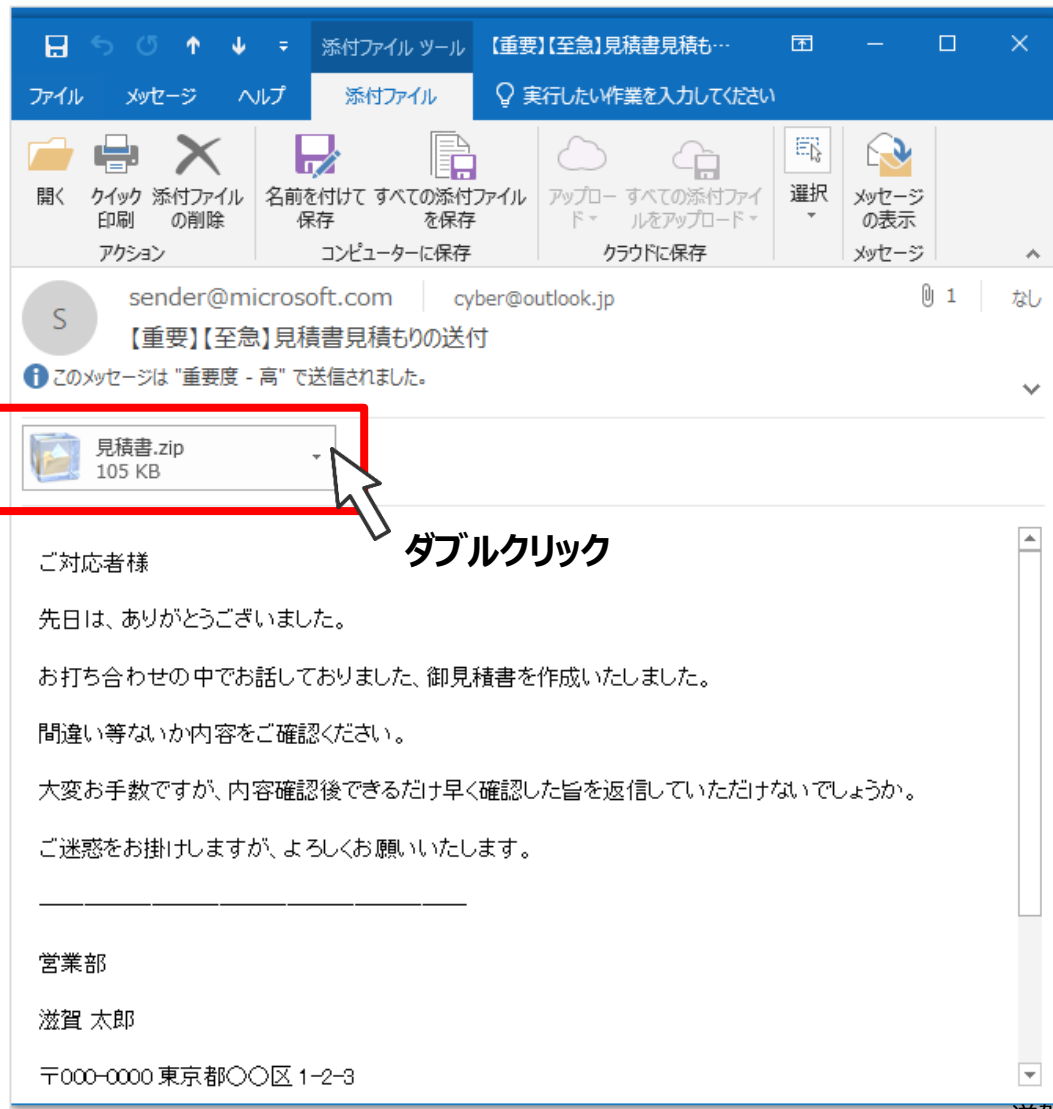 添付ファイル ツール 【重要】【至急】見積書見積も…
ファイル メッセージ ヘルプ 添付ファイル 実行したい作業を入力してください
開く クイック 添付ファイル 名前を付けて すべての添付ファイル アップロー すべての添付ファイ 選択 メッセージ
印刷 の削除 保存 を保存 ド ルをアップロード の表示
アクション コンピューターに保存 クラウドに保存 メッセージ
S sender@microsoft.com cyber@outlook.jp 1 なし
【重要】【至急】見積書見積もりの送付
このメッセージは "重要度 - 高" で送信されました。
見積書.zip
105 KB
ダブルクリック
ご対応者様
先日は、ありがとうございました。
お打ち合わせの中でお話しておりました、御見積書を作成いたしました。
間違い等ないか内容をご確認ください。
大変お手数ですが、内容確認後できるだけ早く確認した旨を返信していただけないでしょうか。
ご迷惑をお掛けしますが、よろしくお願いいたします。
営業部
滋賀 太郎
〒000-0000 東京都〇〇区 1-2-3